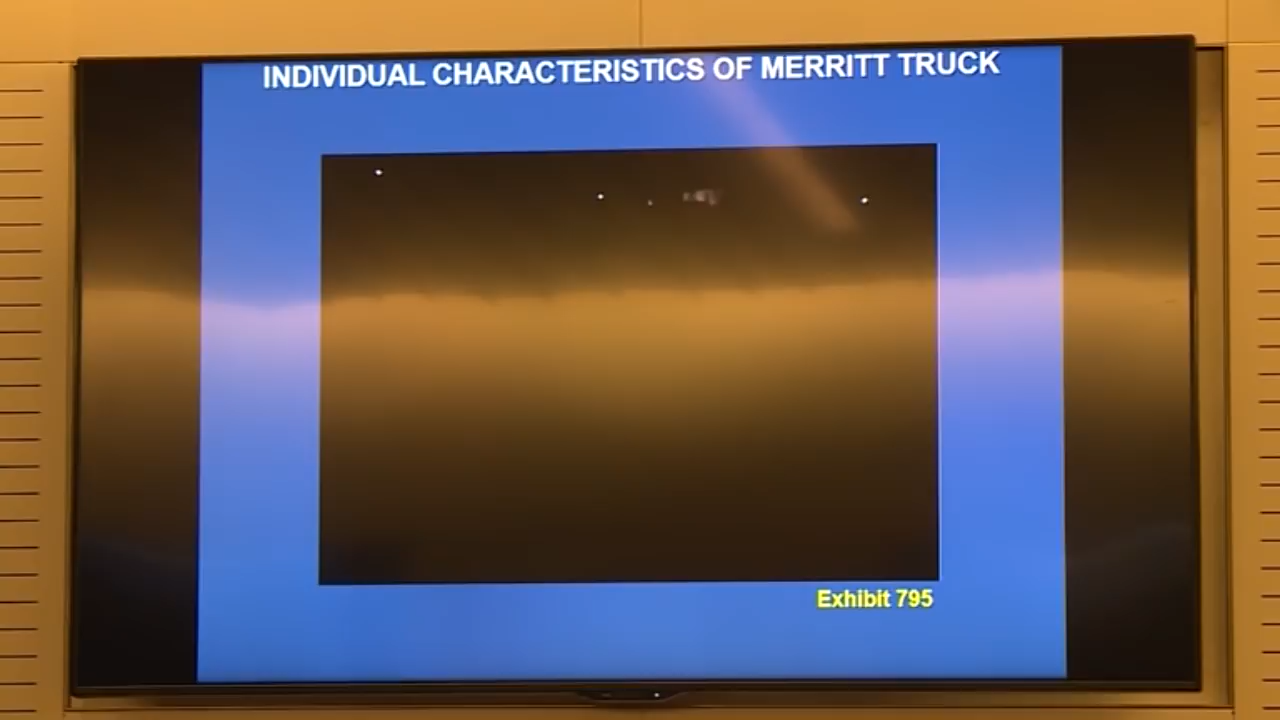 INDIVIDUAL CHARACTERISTICS OF MERRITT TRUCK
Exhibit 795